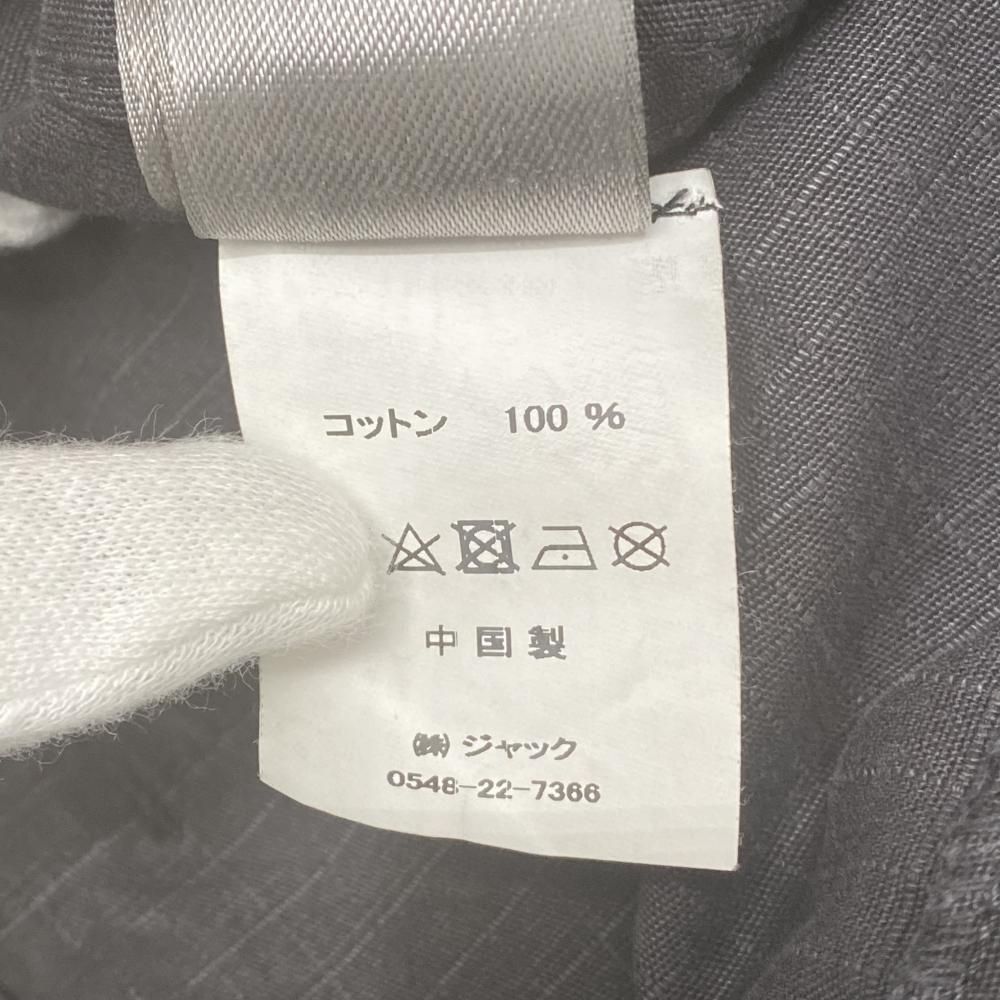 コットン 100 %
中国製
㈱ ジャック
0548-22-7366